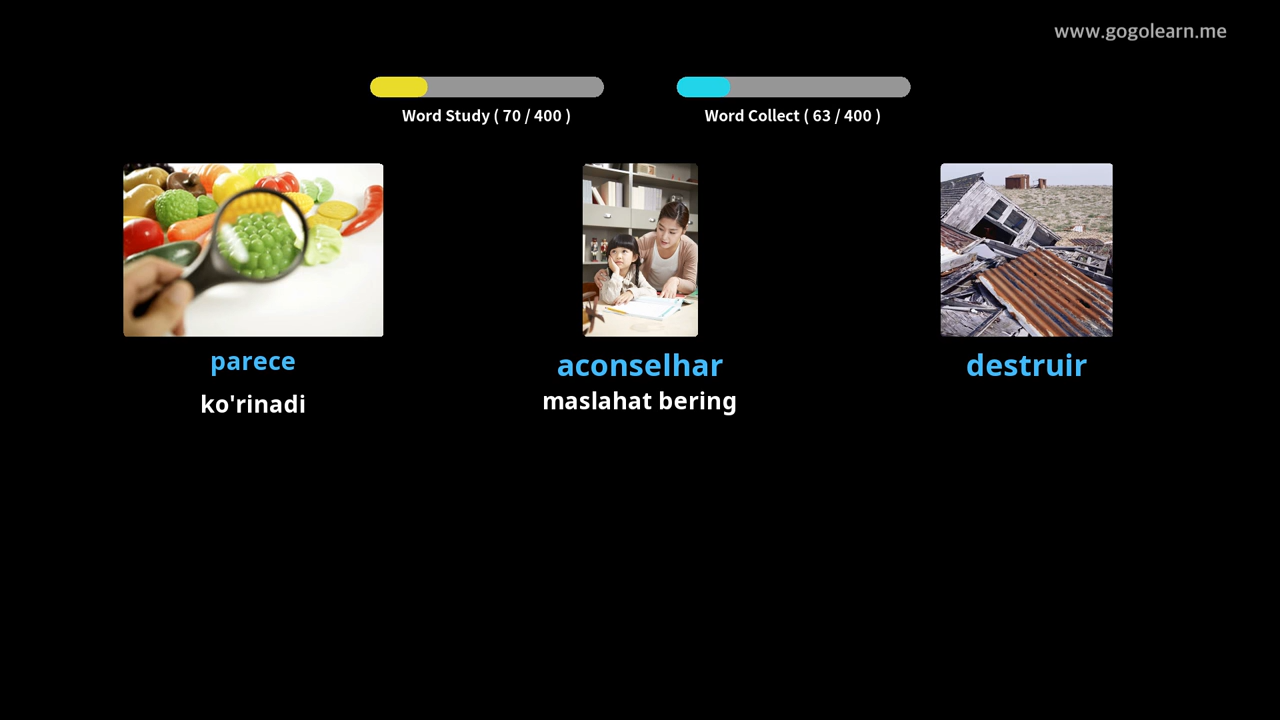 www.gogolearn.me
Word Study ( 70 / 400 )
Word Collect ( 63 / 400 )
parece
ko'rinadi
aconselhar
maslahat bering
destruir